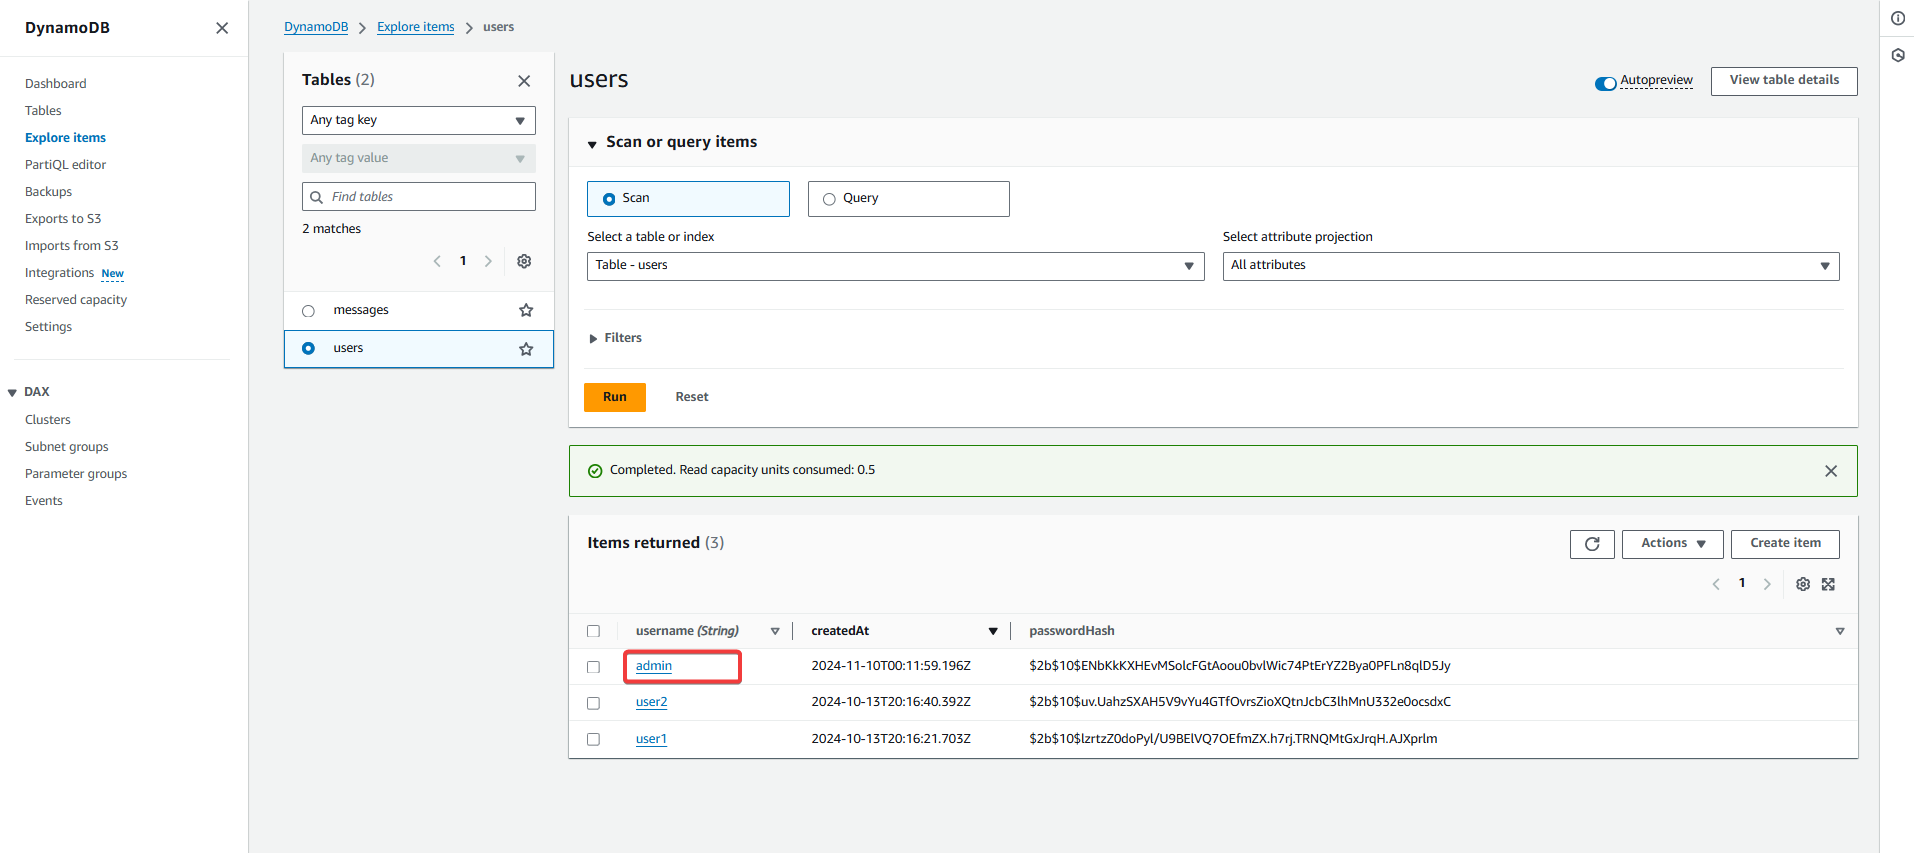 DynamoDB
Dashboard
Tables
Explore items
PartiQL editor
Backups
Exports to S3
Imports from S3
Integrations New
Reserved capacity
Settings
DAX
Clusters
Subnet groups
Parameter groups
Events
DynamoDB > Explore items > users
Tables (2)
Any tag key
Any tag value
Find tables
2 matches
1
messages
users
users
Autopreview
View table details
Scan or query items
Scan
Query
Select a table or index
Select attribute projection
Table - users
All attributes
Filters
Run
Reset
Completed. Read capacity units consumed: 0.5
Items returned (3)
Actions
Create item
1
username (String) createdAt passwordHash
admin 2024-11-10T00:11:59.196Z $2b$10$ENbKkKXHEvMSolcFGtAoou0bvlWic74PtErYZ2Bya0PFLn8qlD5Jy
user2 2024-10-13T20:16:40.392Z $2b$10$uv.UahzSXAH5V9vYu4GTfOvrsZioXQtnJcbC3lhMnU332e0ocsdxC
user1 2024-10-13T20:16:21.703Z $2b$10$lzrtzZ0doPyl/U9BElVQ7OEfmZX.h7rj.TRNQMtGxJrqH.AJXprlm